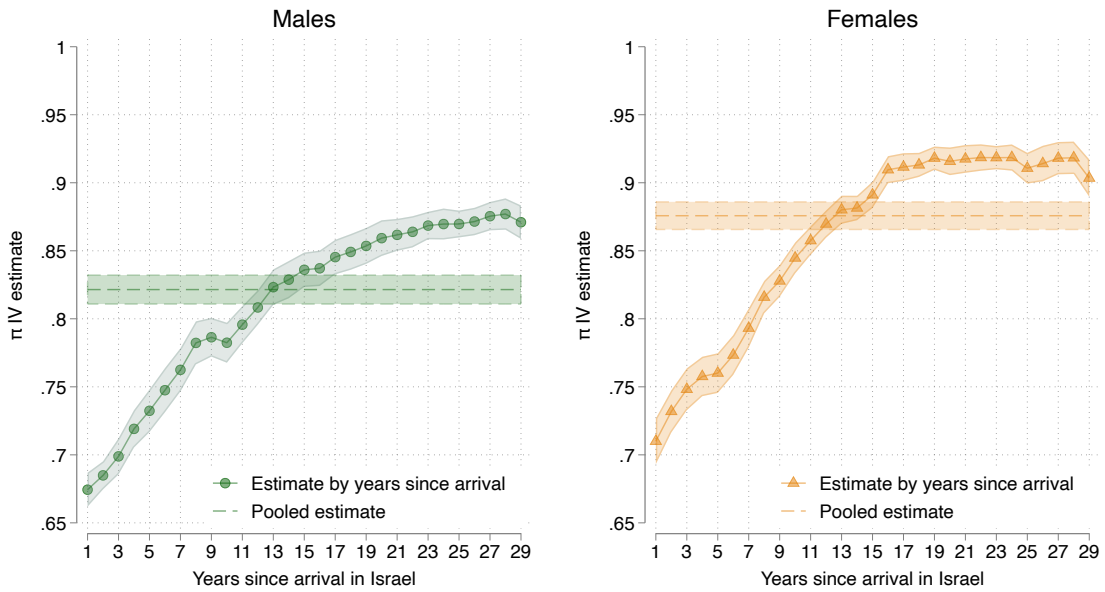 Males
π IV estimate
1
.95
.9
.85
.8
.75
.7
.65
Estimate by years since arrival
Pooled estimate
1 3 5 7 9 11 13 15 17 19 21 23 25 27 29
Years since arrival in Israel
Females
π IV estimate
1
.95
.9
.85
.8
.75
.7
.65
Estimate by years since arrival
Pooled estimate
1 3 5 7 9 11 13 15 17 19 21 23 25 27 29
Years since arrival in Israel